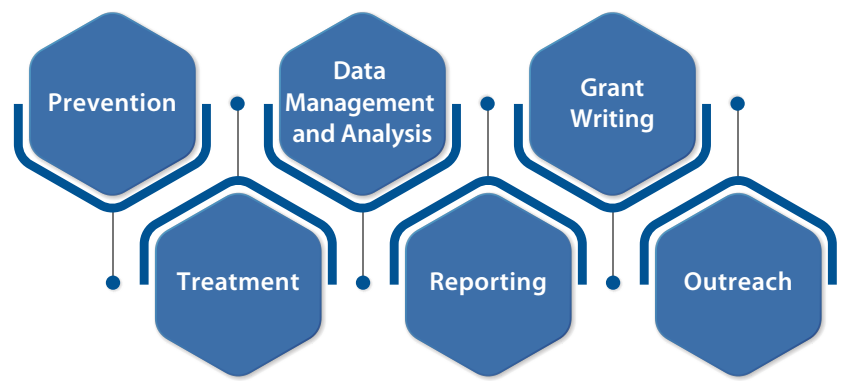 Prevention
Data
Management
and Analysis
Grant
Writing
Treatment
Reporting
Outreach